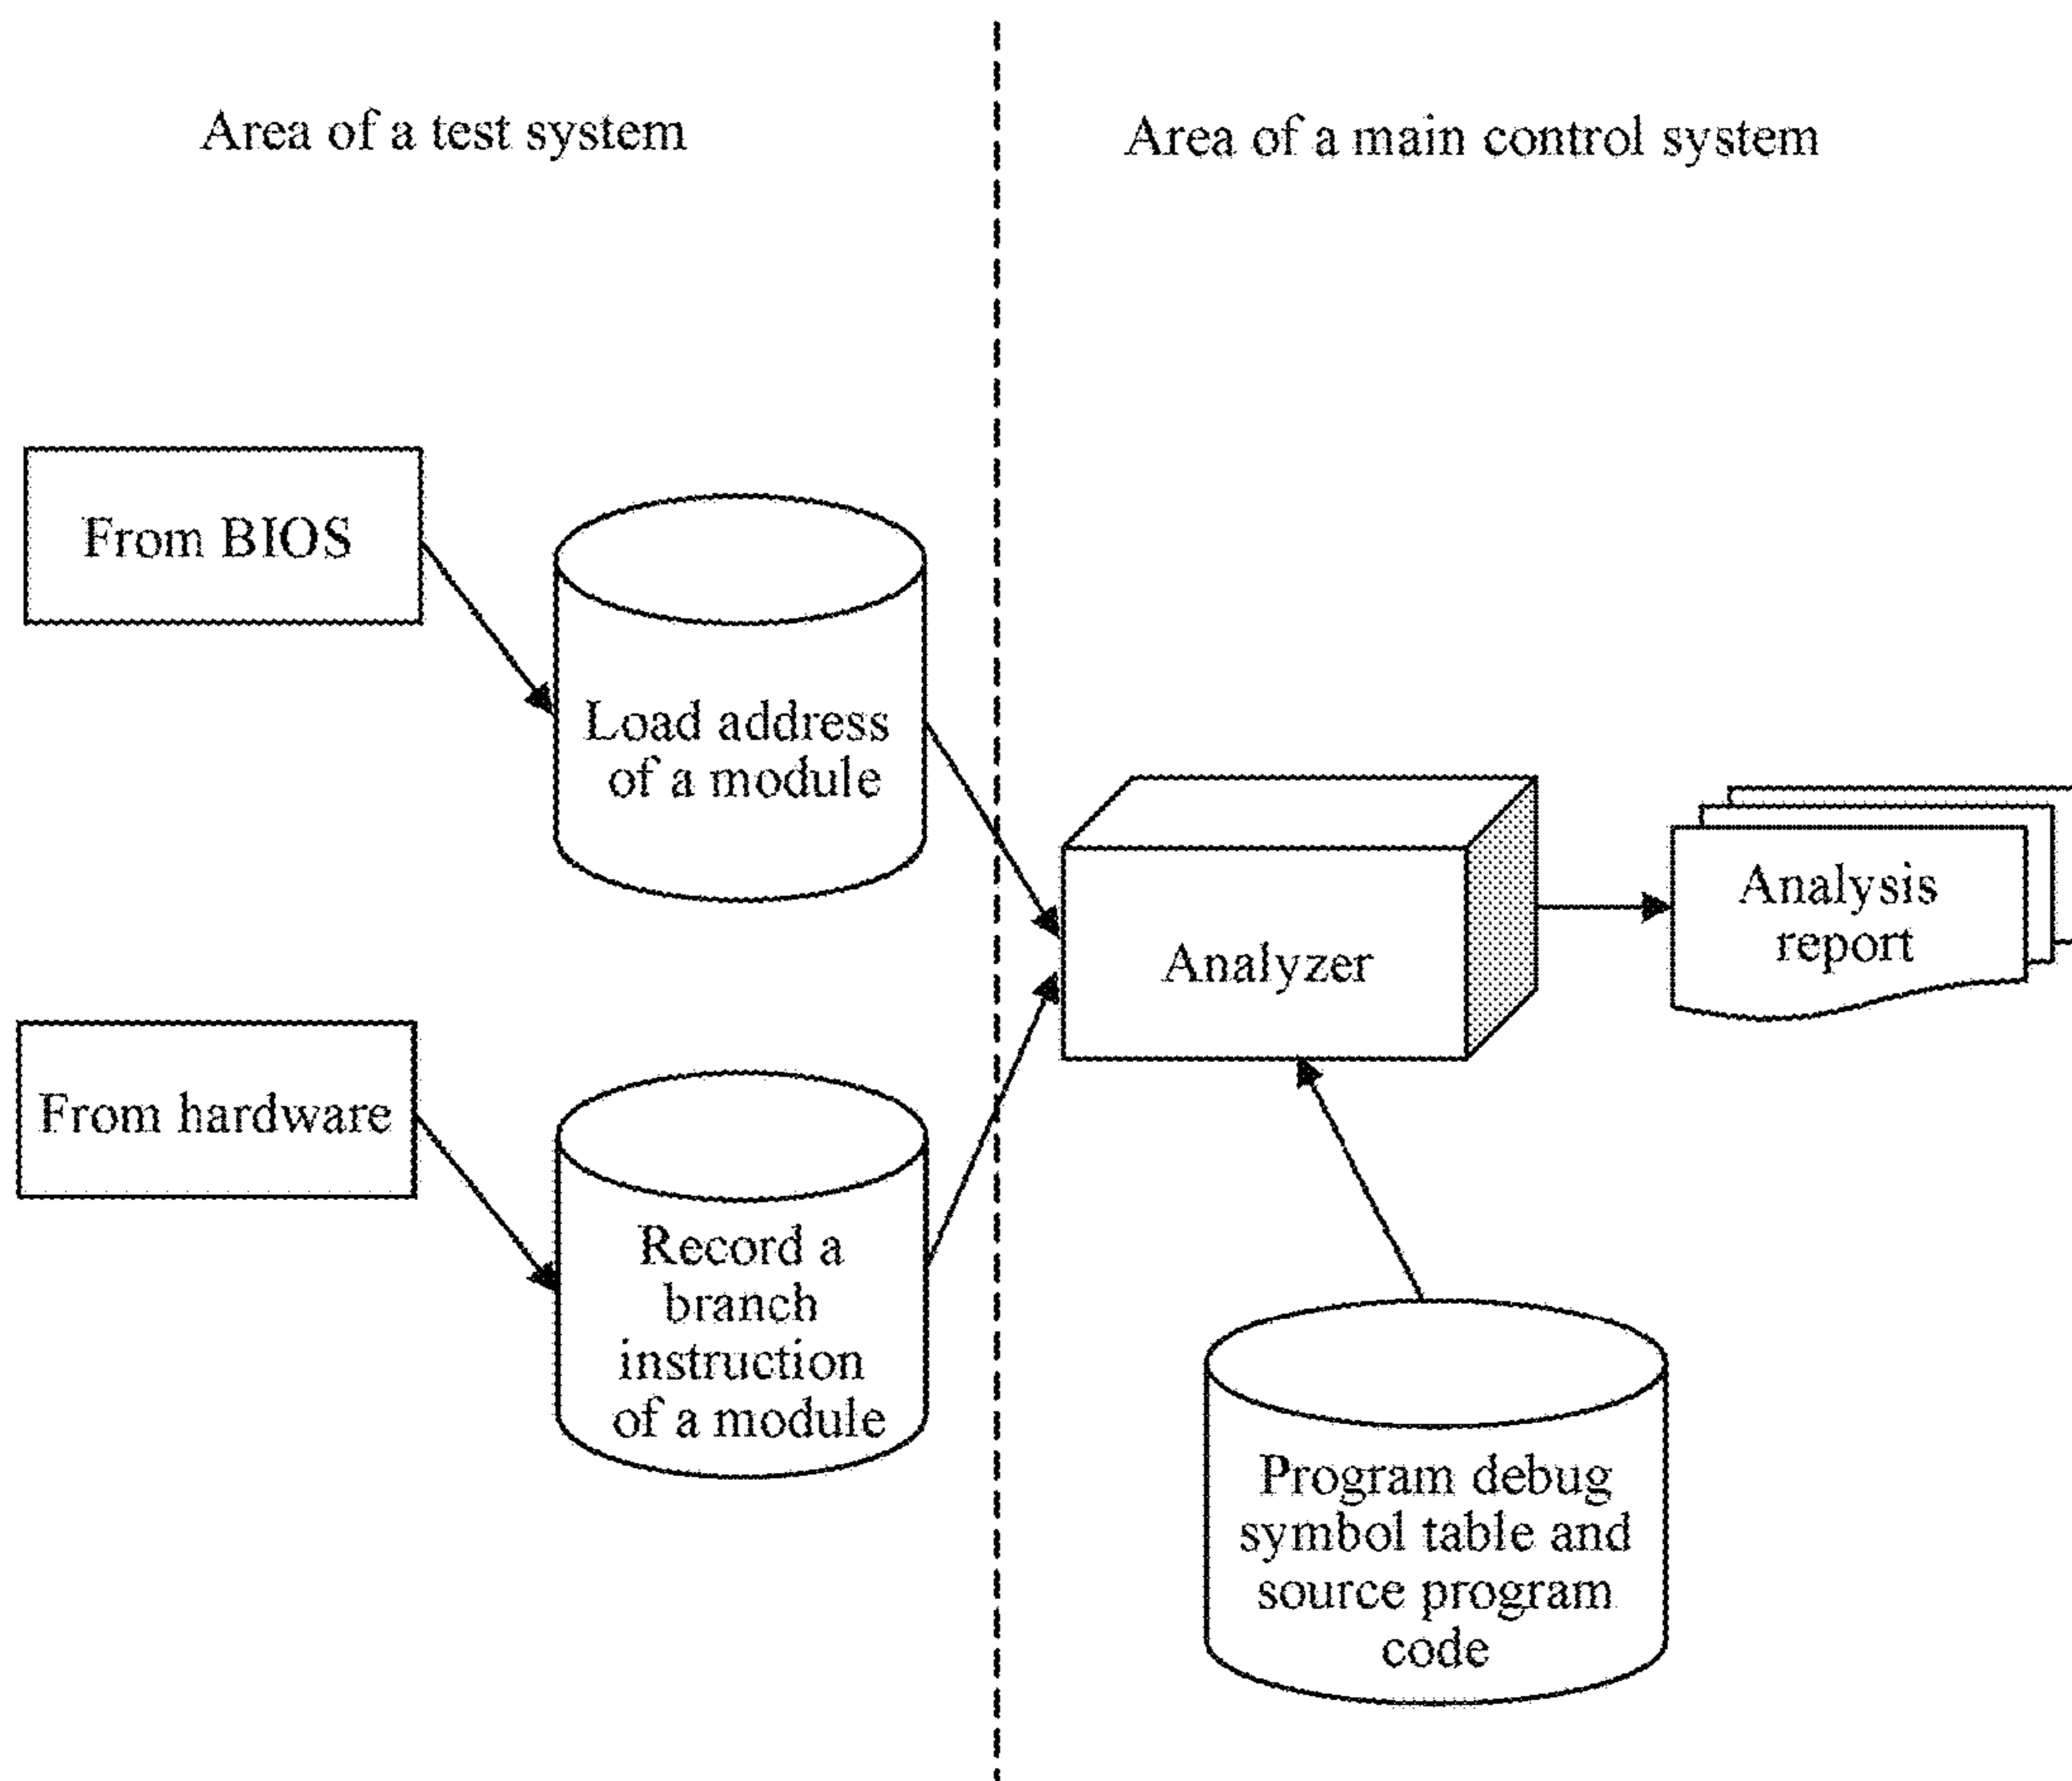 Area of a test system
Area of a main control system
From BIOS
Load address
of a module
Analysis
report
Analyzer
From hardware
Record a
branch
instruction
of a module
Program debug
symbol table and
source program
code